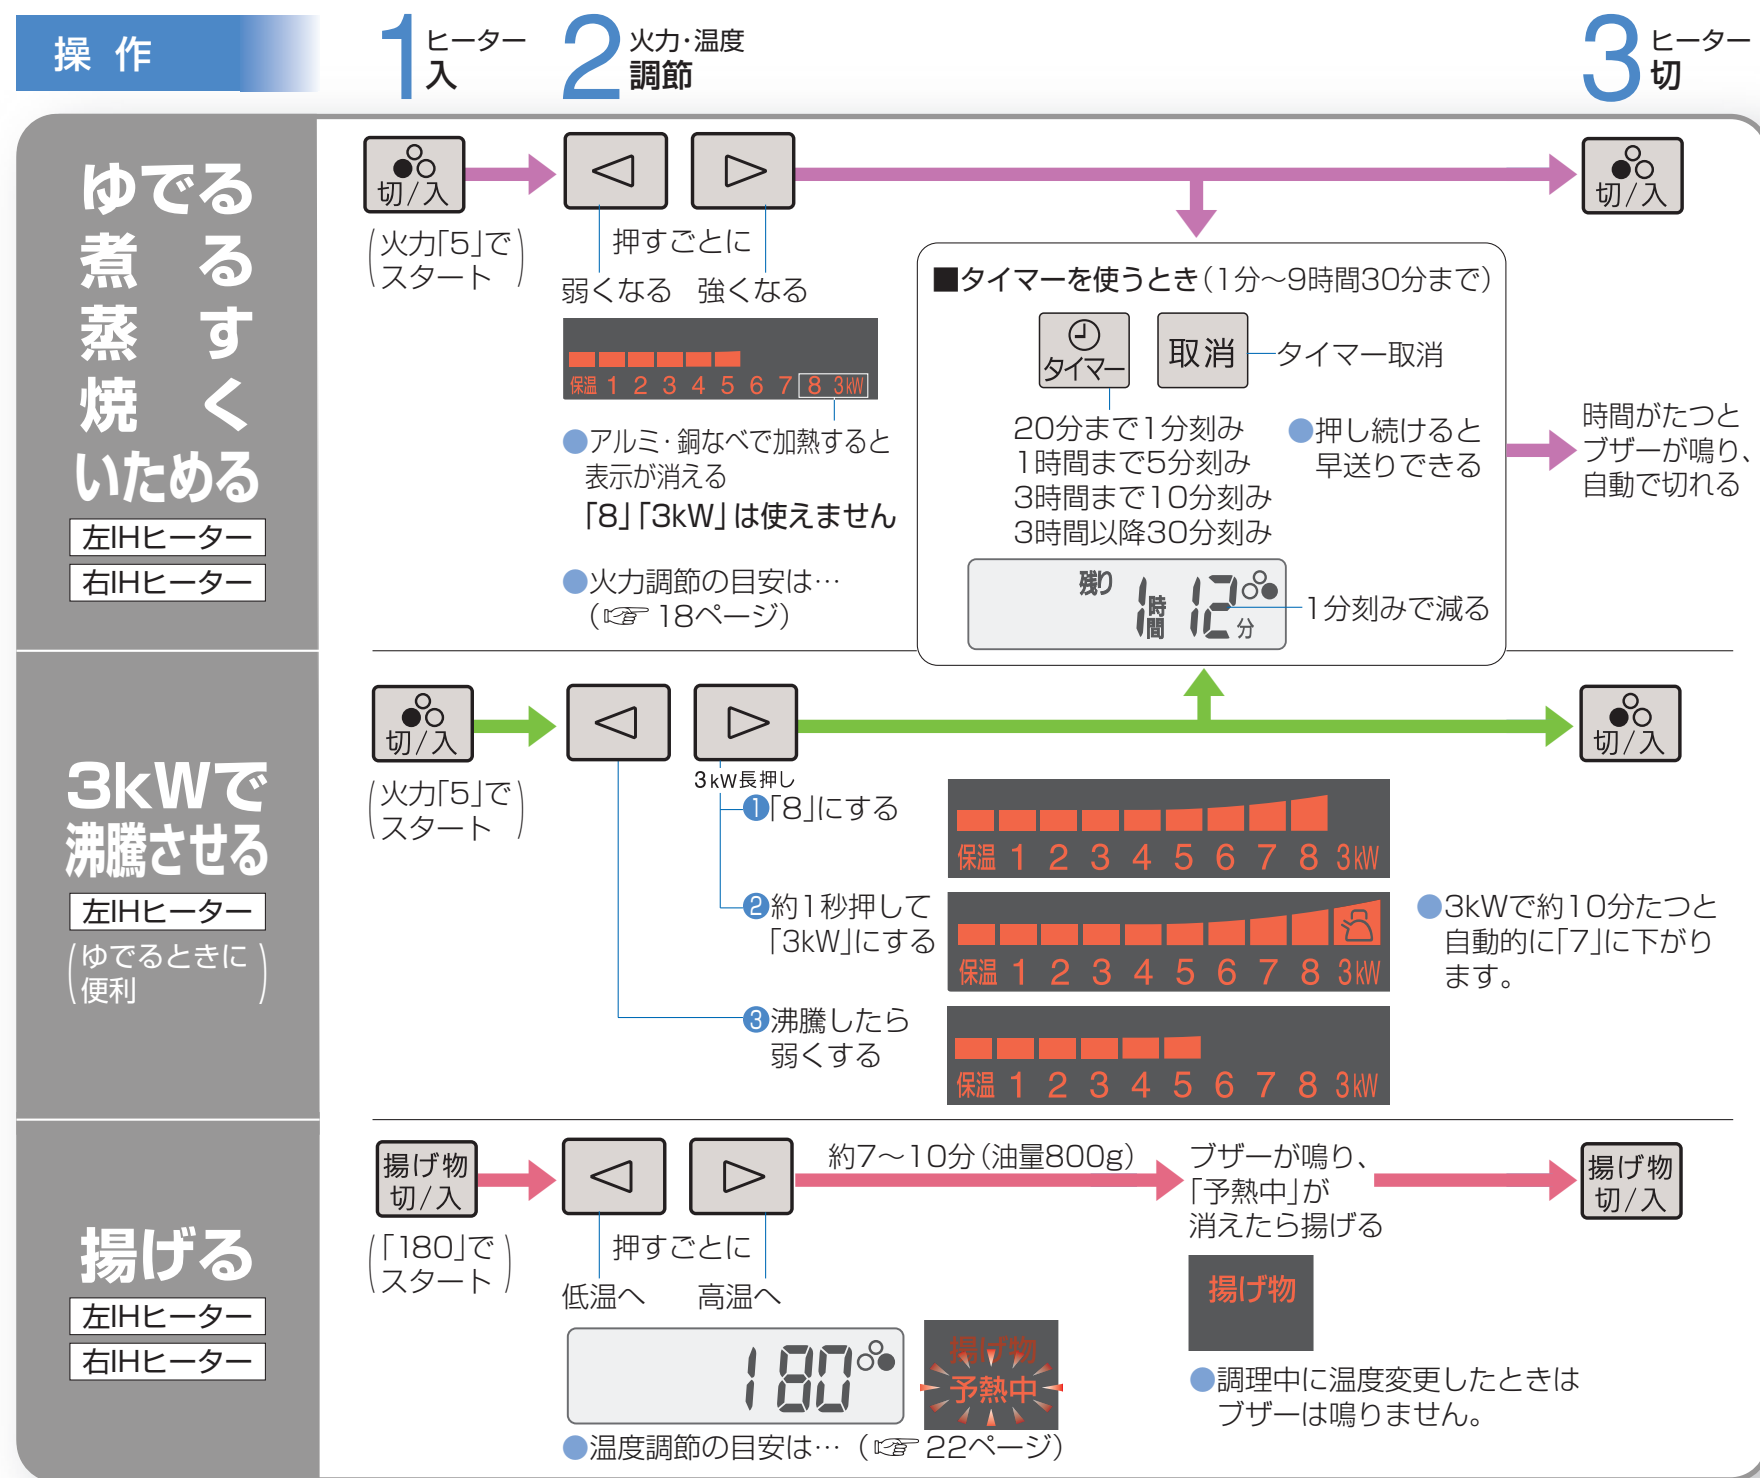 操作
1 ヒーター
入
2 火力・温度
調節
3 ヒーター
切
ゆでる
煮る
蒸す
焼く
いためる
左IHヒーター
右IHヒーター
切/入
(火力「5」で
スタート)
押すごとに
弱くなる 強くなる
保温 1 2 3 4 5 6 7 8 3kW
●アルミ・銅なべで加熱すると
表示が消える
「8」「3kW」は使えません
●火力調節の目安は…
(☞ 18ページ)
■タイマーを使うとき(1分〜9時間30分まで)
タイマー
取消
タイマー取消
20分まで1分刻み
1時間まで5分刻み
3時間まで10分刻み
3時間以降30分刻み
●押し続けると
早送りできる
残り 1時間 12分
1分刻みで減る
切/入
時間がたつと
ブザーが鳴り、
自動で切れる
3kWで
沸騰させる
左IHヒーター
(ゆでるときに
便利)
切/入
(火力「5」で
スタート)
3kW長押し
❶「8」にする
保温 1 2 3 4 5 6 7 8 3kW
❷約1秒押して
「3kW」にする
保温 1 2 3 4 5 6 7 8 3kW
●3kWで約10分たつと
自動的に「7」に下がり
ます。
❸沸騰したら
弱くする
保温 1 2 3 4 5 6 7 8 3kW
切/入
揚げる
左IHヒーター
右IHヒーター
揚げ物
切/入
(「180」で
スタート)
押すごとに
低温へ 高温へ
180
揚げ物
予熱中
●温度調節の目安は…(☞ 22ページ)
約7〜10分(油量800g)
ブザーが鳴り、
「予熱中」が
消えたら揚げる
揚げ物
●調理中に温度変更したときは
ブザーは鳴りません。
揚げ物
切/入